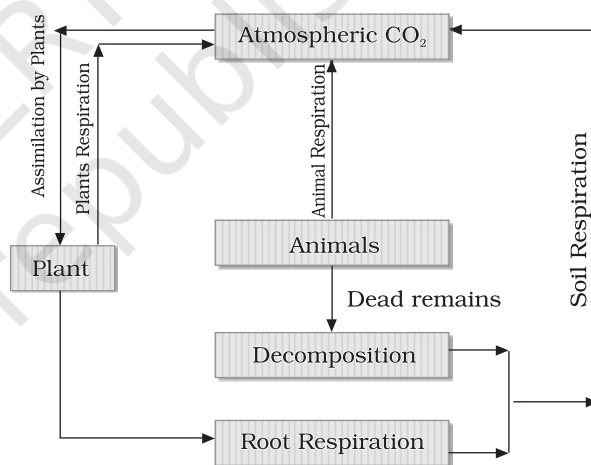 Atmospheric CO₂
Assimilation by Plants
Plants Respiration
Animal Respiration
Soil Respiration
Animals
Plant
Dead remains
Decomposition
Root Respiration